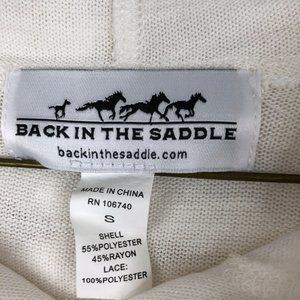 BACK IN THE SADDLE
backinthesaddle.com
MADE IN CHINA
RN 106740
S
SHELL
55%POLYESTER
45%RAYON
LACE:
100%POLYESTER